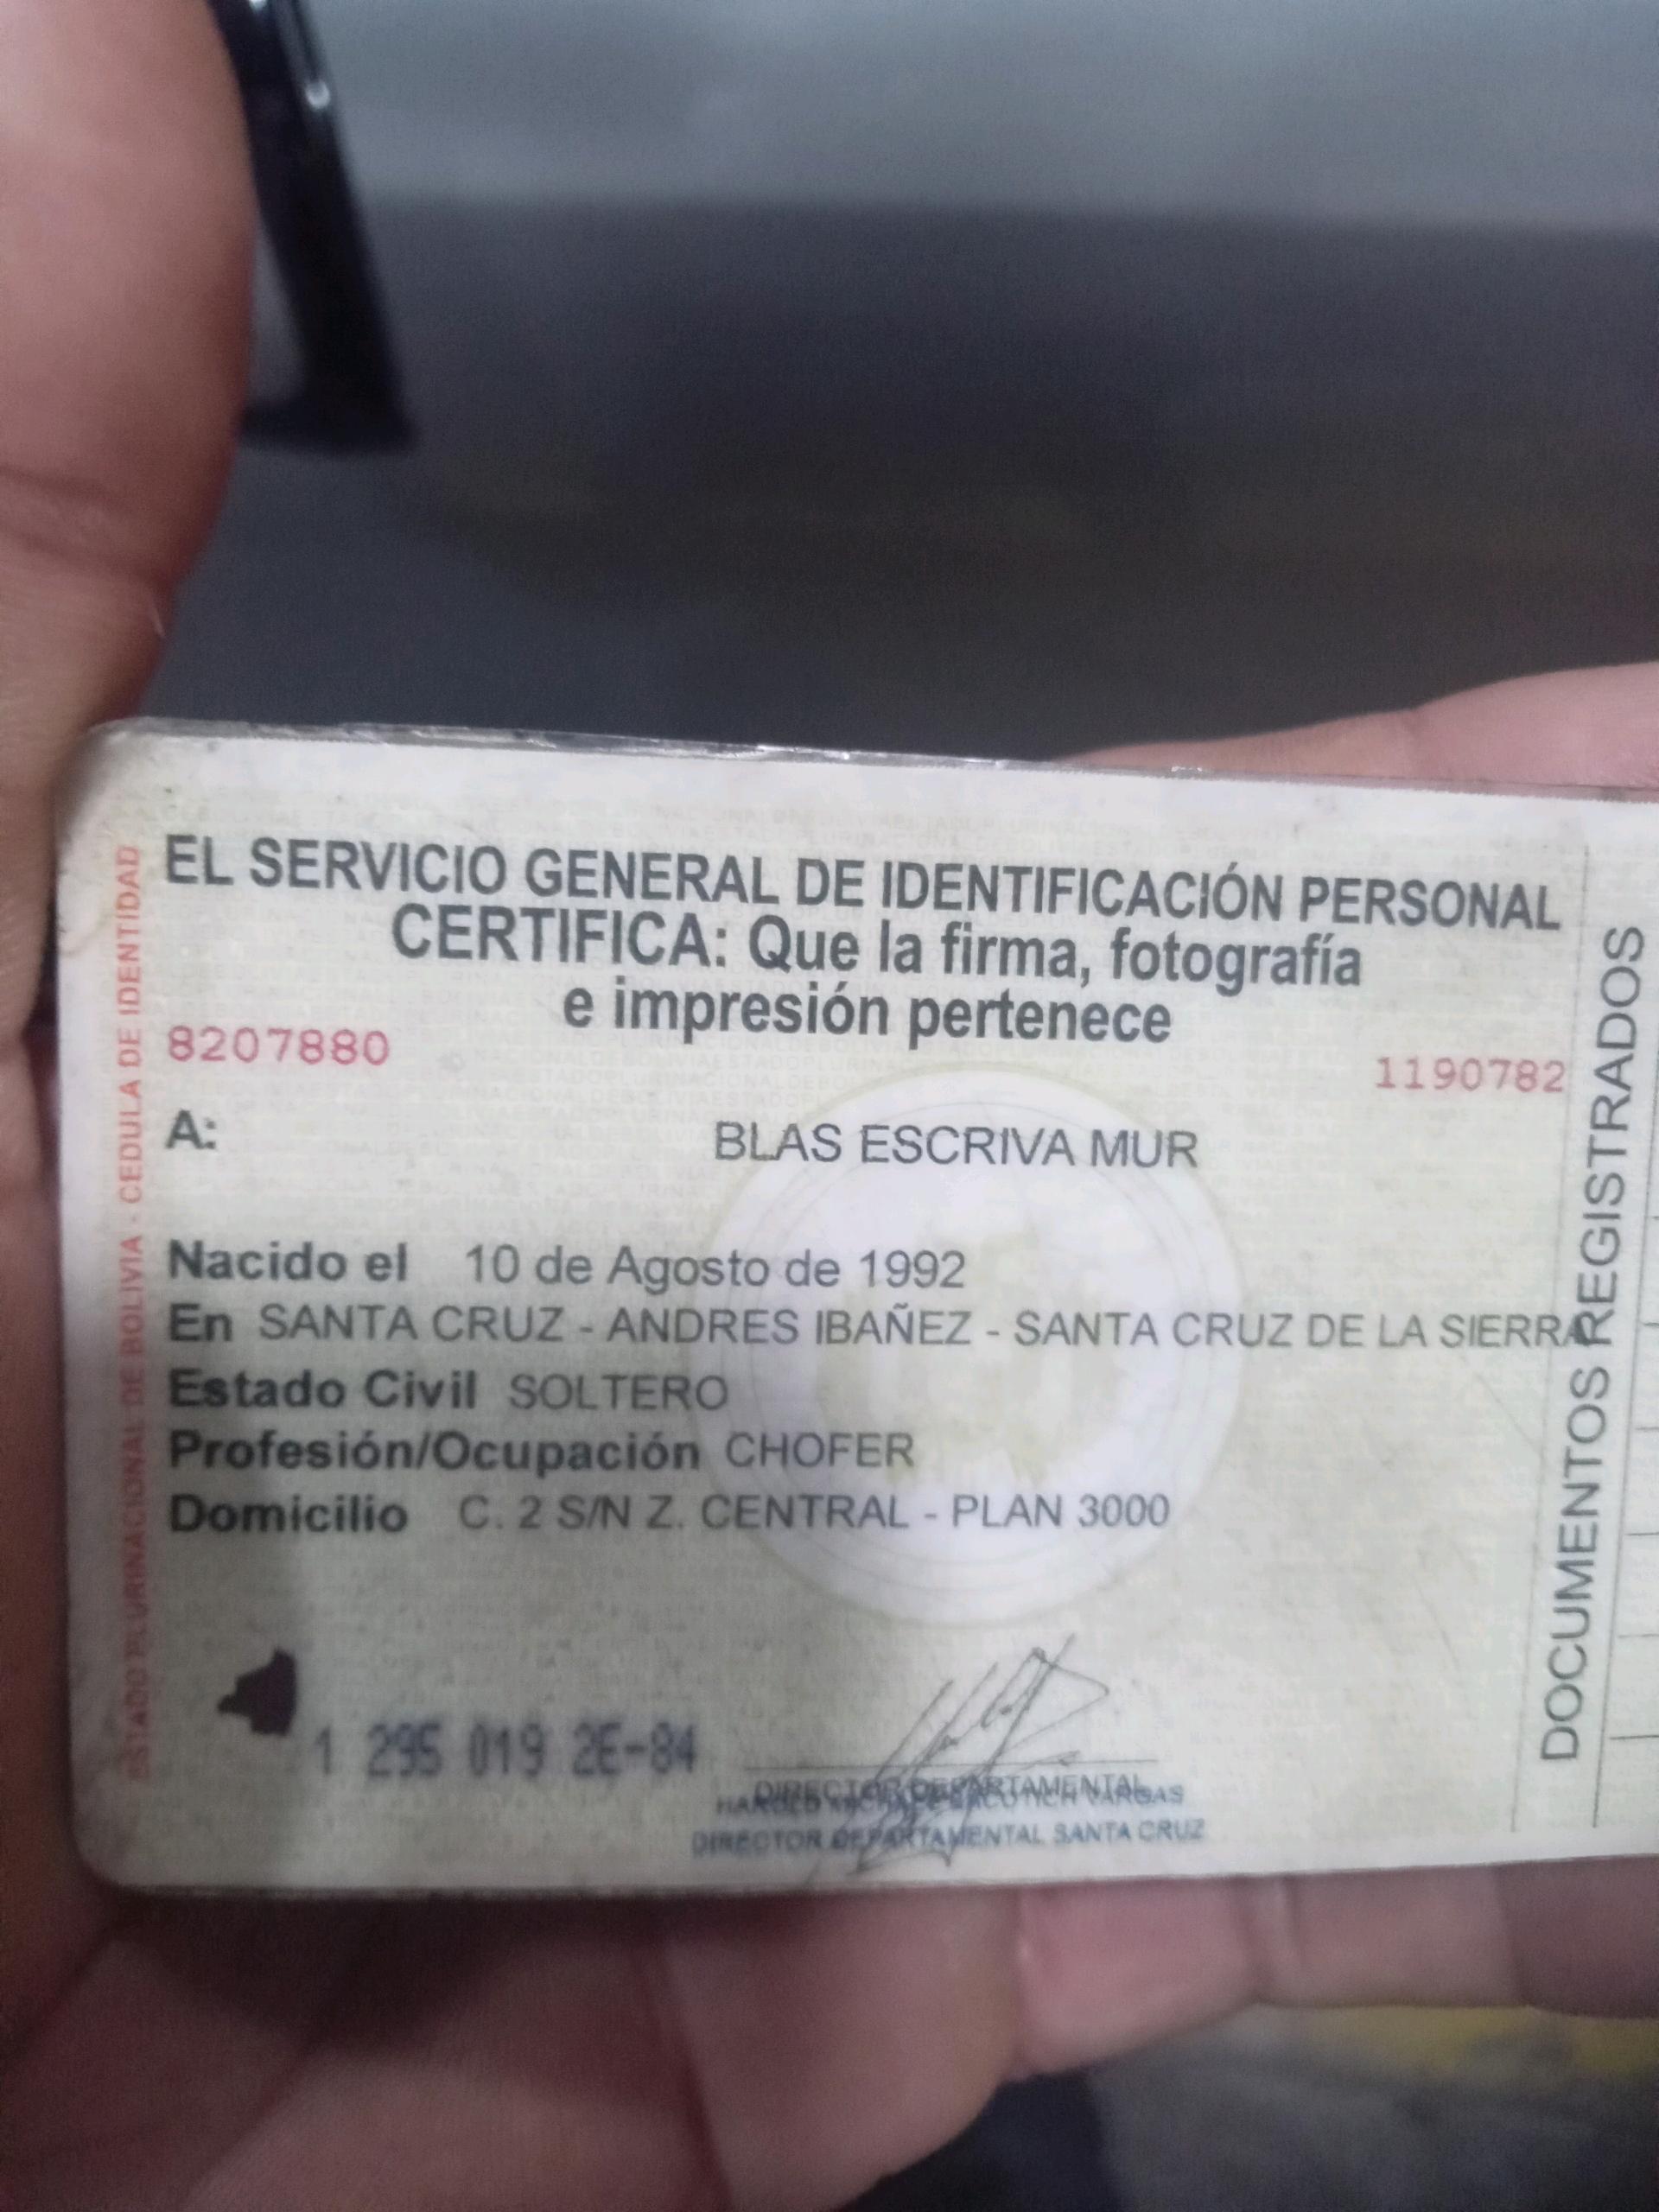 EL SERVICIO GENERAL DE IDENTIFICACIÓN PERSONAL
CERTIFICA: Que la firma, fotografía
e impresión pertenece
8207880
1190782
A: BLAS ESCRIVA MUR
Nacido el 10 de Agosto de 1992
En SANTA CRUZ - ANDRES IBAÑEZ - SANTA CRUZ DE LA SIERRA
Estado Civil SOLTERO
Profesión/Ocupación CHOFER
Domicilio C. 2 S/N Z. CENTRAL - PLAN 3000
1 295 019 2E-84
DIRECTOR DEPARTAMENTAL
HAROLD VARGAS
DIRECTOR DEPARTAMENTAL SANTA CRUZ
ESTADO PLURINACIONAL DE BOLIVIA - CEDULA DE IDENTIDAD
DOCUMENTOS REGISTRADOS